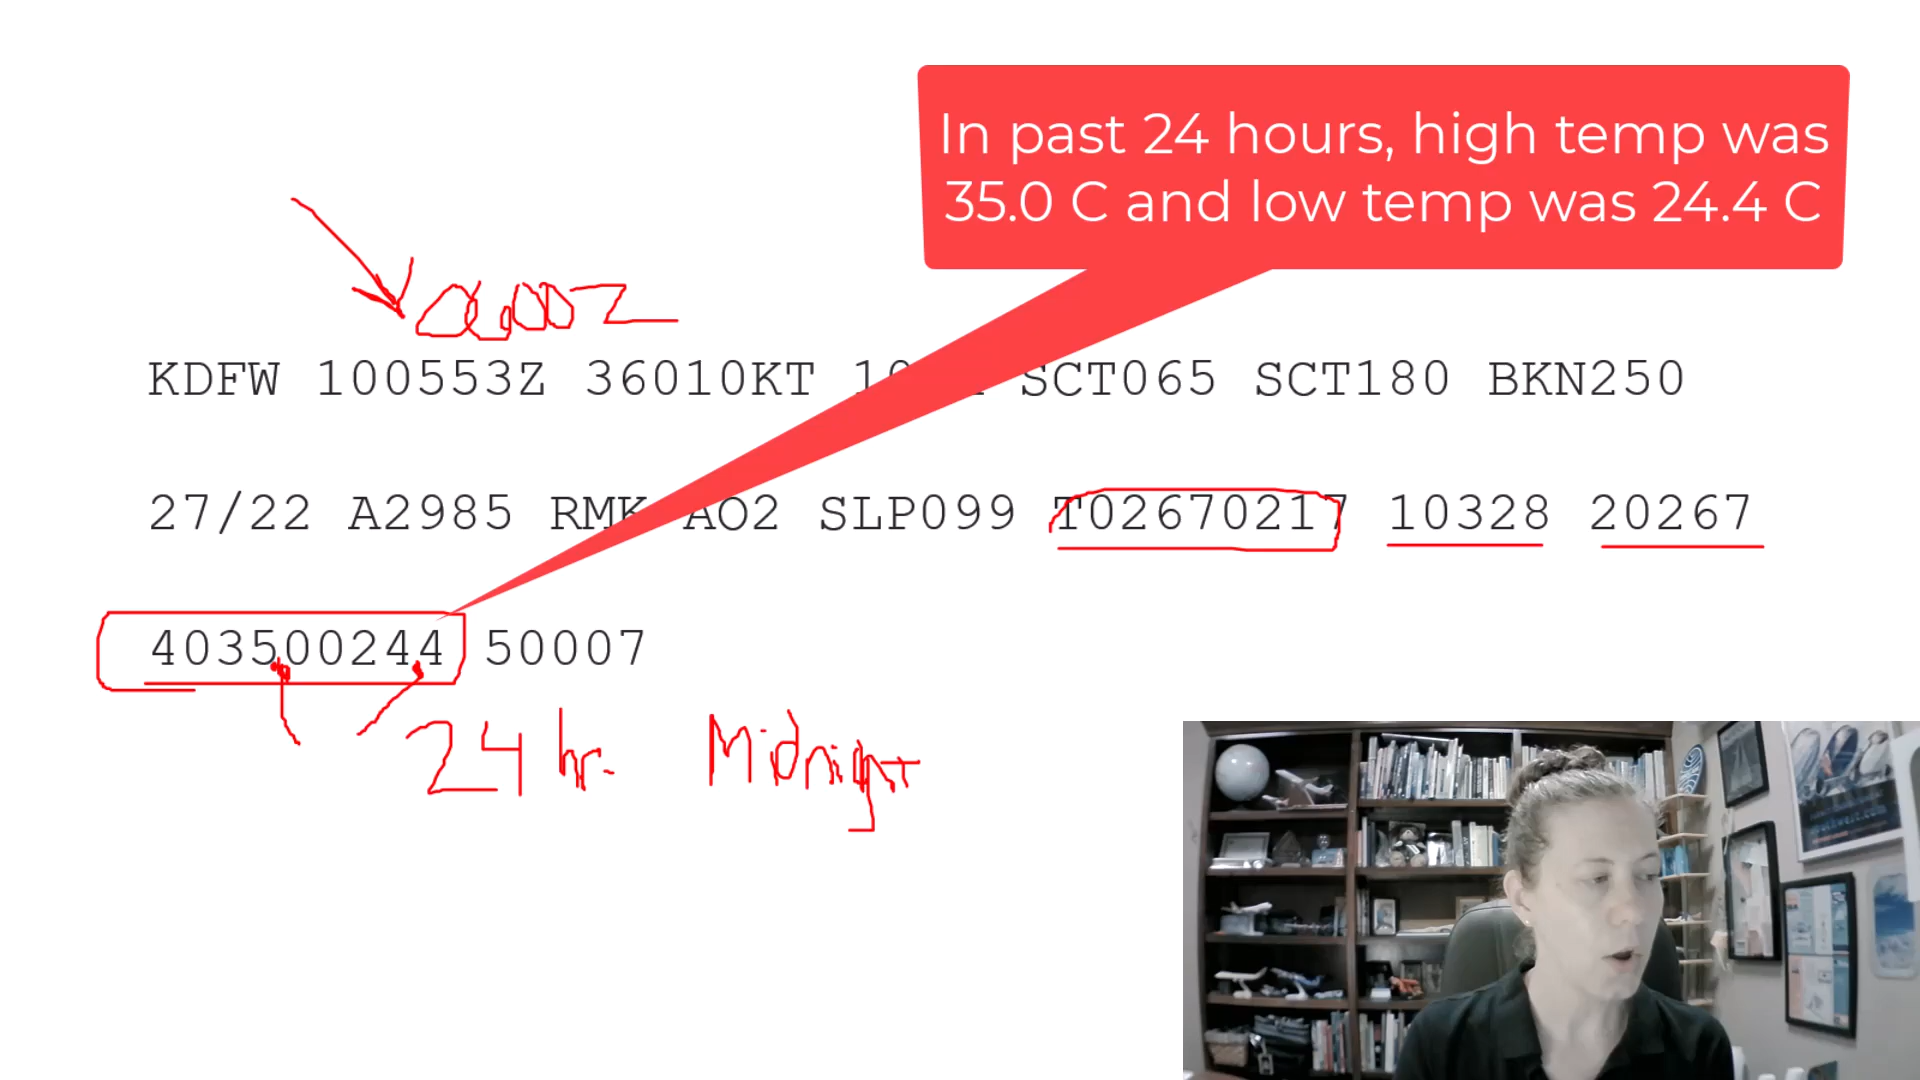 In past 24 hours, high temp was
35.0 C and low temp was 24.4 C
0600Z
KDFW 100553Z 36010KT SCT065 SCT180 BKN250
27/22 A2985 RMK AO2 SLP099 T02670217 10328 20267
403500244 50007
24 hr. Midnight